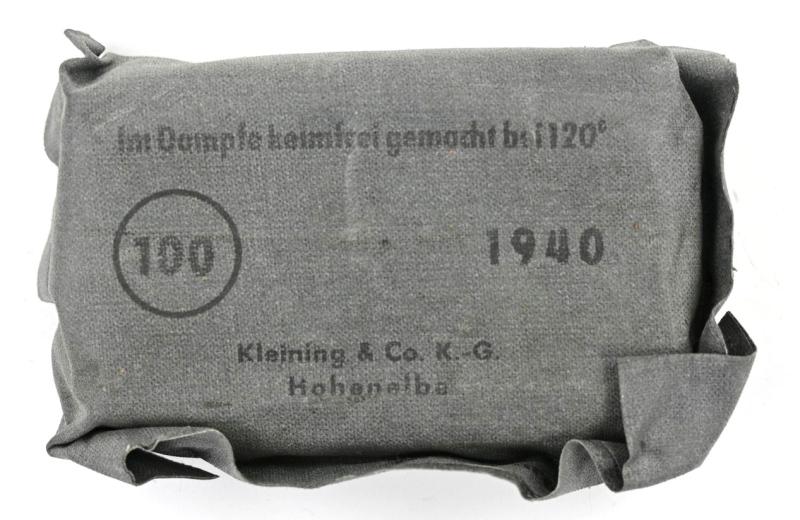 Im Dampfe keimfrei gemacht bei 120°
100
1940
Kleining & Co. K.-G.
Hohenelbe